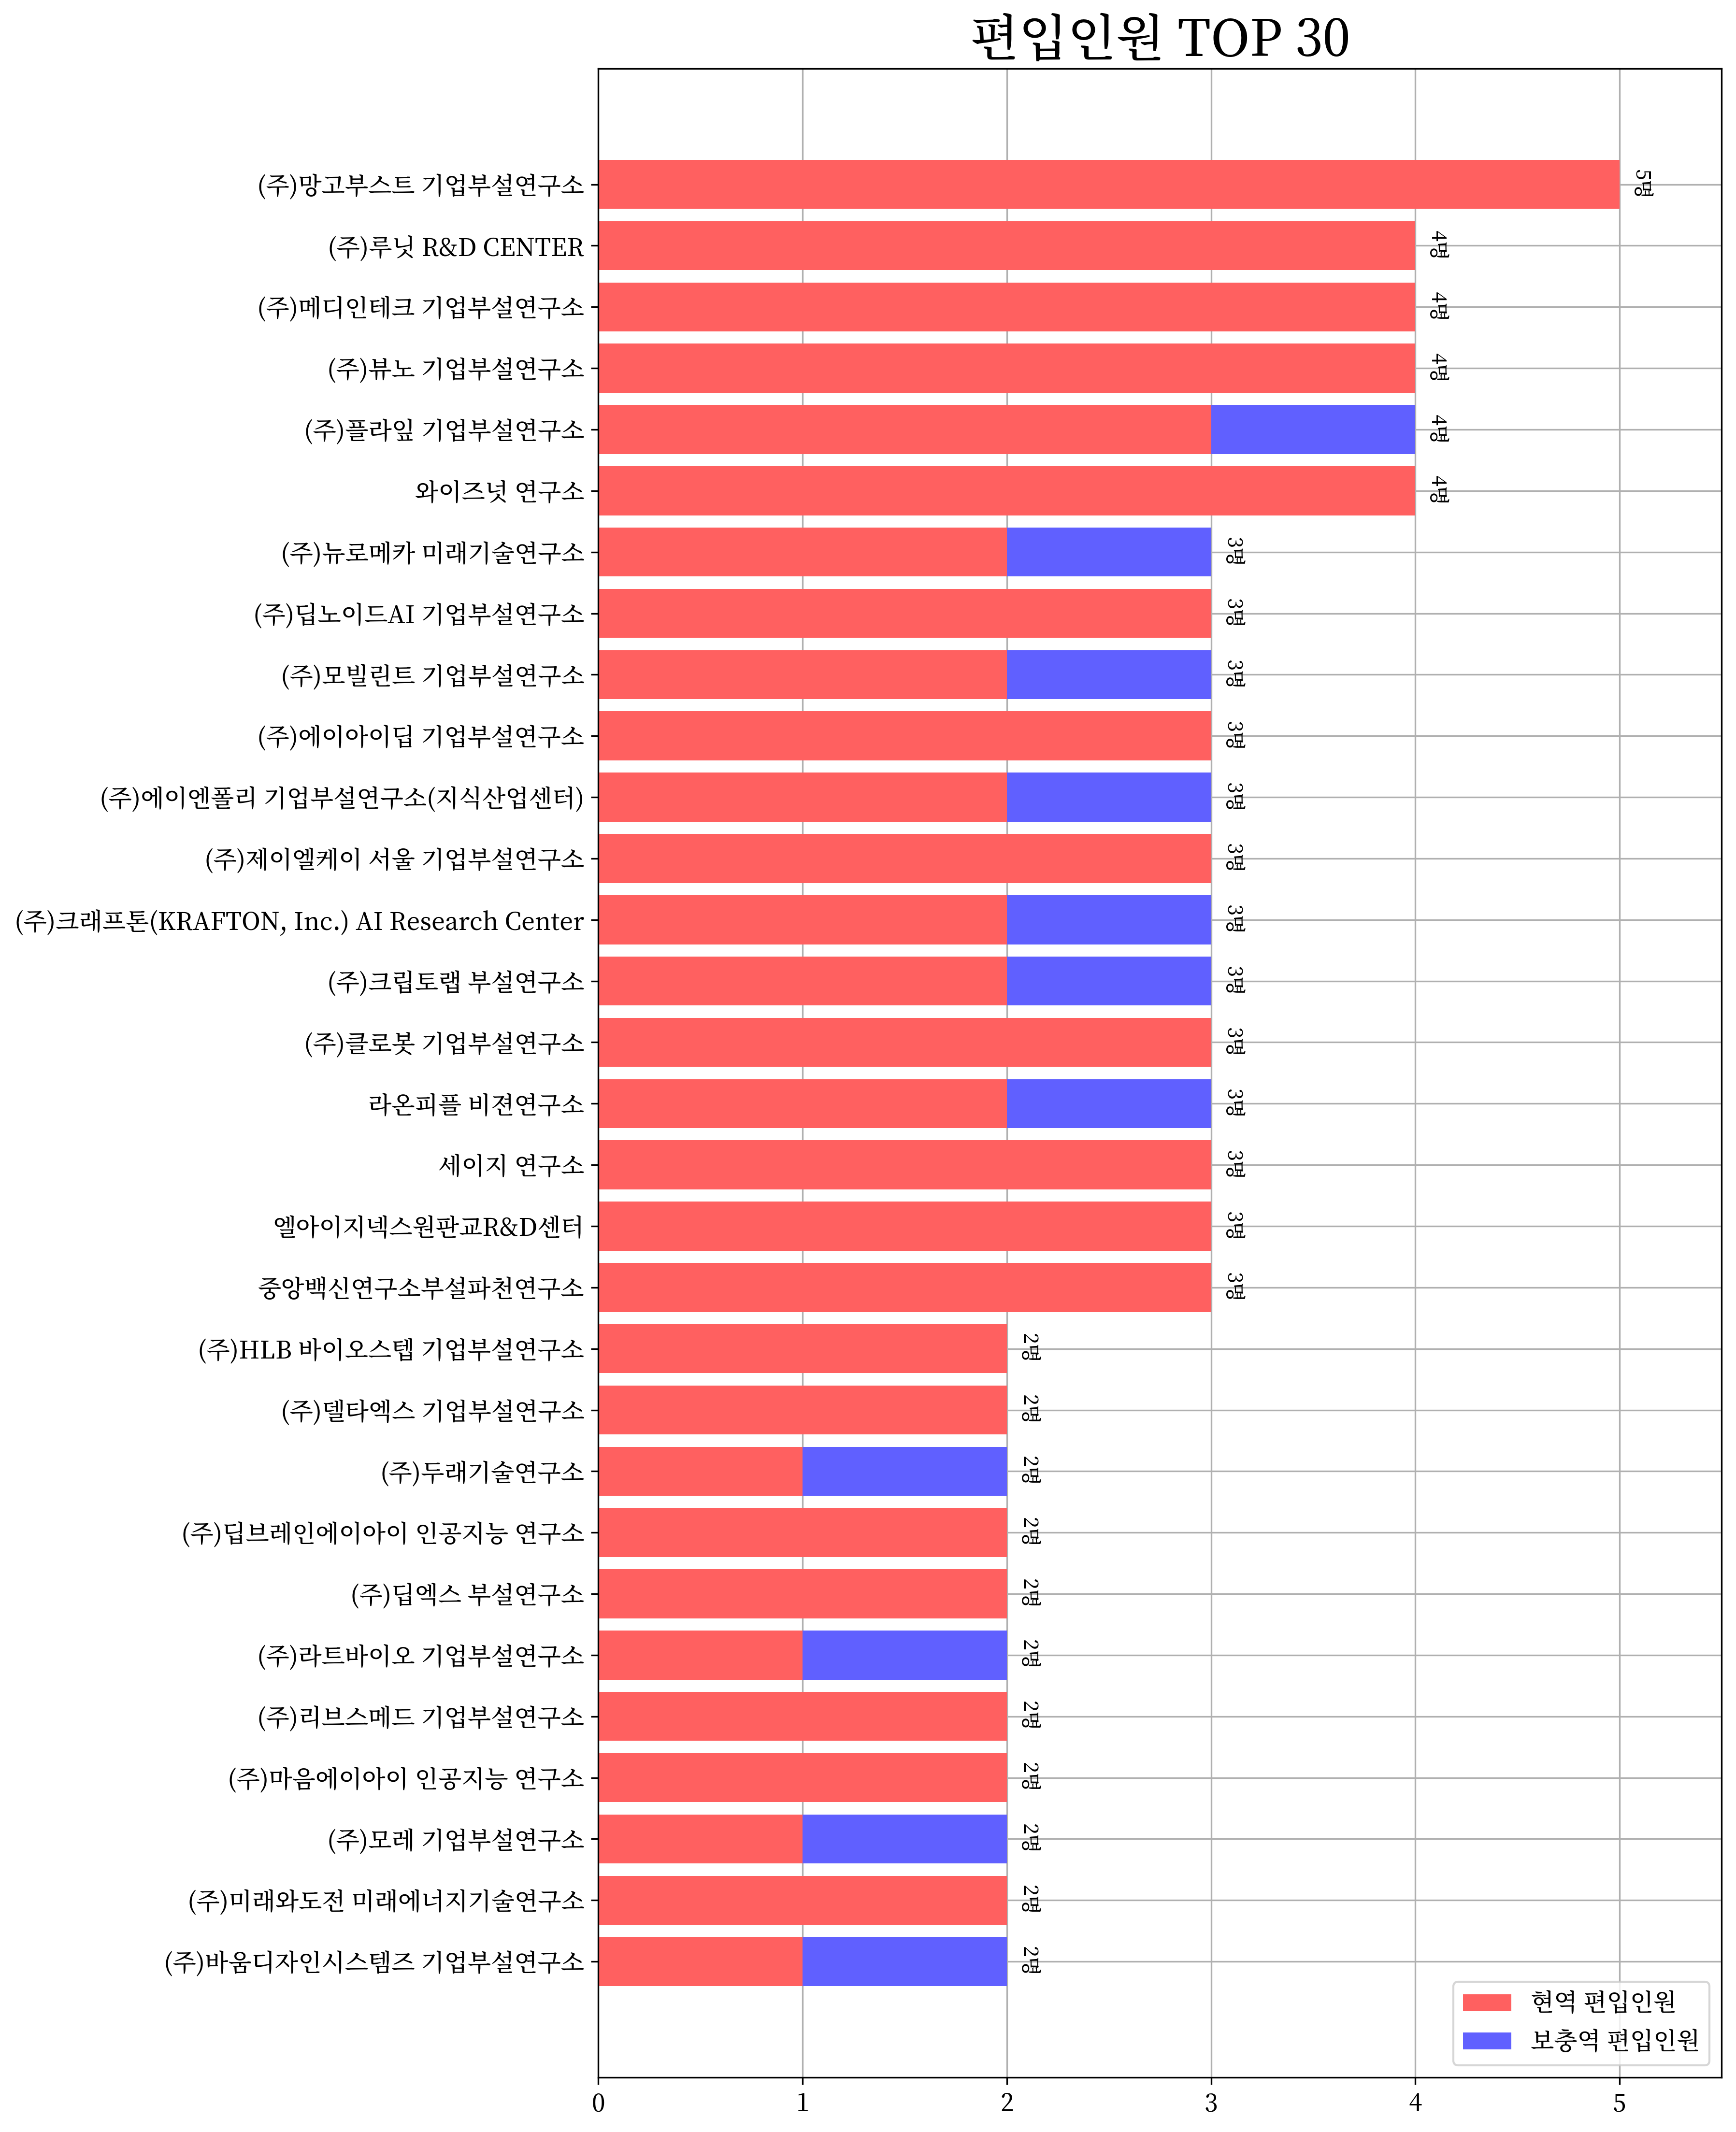 편입인원 TOP 30
(주)망고부스트 기업부설연구소
5명
(주)루닛 R&D CENTER
4명
(주)메디인테크 기업부설연구소
4명
(주)뷰노 기업부설연구소
4명
(주)플라잎 기업부설연구소
4명
와이즈넛 연구소
4명
(주)뉴로메카 미래기술연구소
3명
(주)딥노이드AI 기업부설연구소
3명
(주)모빌린트 기업부설연구소
3명
(주)에이아이딥 기업부설연구소
3명
(주)에이엔폴리 기업부설연구소(지식산업센터)
3명
(주)제이엘케이 서울 기업부설연구소
3명
(주)크래프톤(KRAFTON, Inc.) AI Research Center
3명
(주)크립토랩 부설연구소
3명
(주)클로봇 기업부설연구소
3명
라온피플 비젼연구소
3명
세이지 연구소
3명
엘아이지넥스원판교R&D센터
3명
중앙백신연구소부설파천연구소
3명
(주)HLB 바이오스텝 기업부설연구소
2명
(주)델타엑스 기업부설연구소
2명
(주)두래기술연구소
2명
(주)딥브레인에이아이 인공지능 연구소
2명
(주)딥엑스 부설연구소
2명
(주)라트바이오 기업부설연구소
2명
(주)리브스메드 기업부설연구소
2명
(주)마음에이아이 인공지능 연구소
2명
(주)모레 기업부설연구소
2명
(주)미래와도전 미래에너지기술연구소
2명
(주)바움디자인시스템즈 기업부설연구소
2명
현역 편입인원
보충역 편입인원
0 1 2 3 4 5